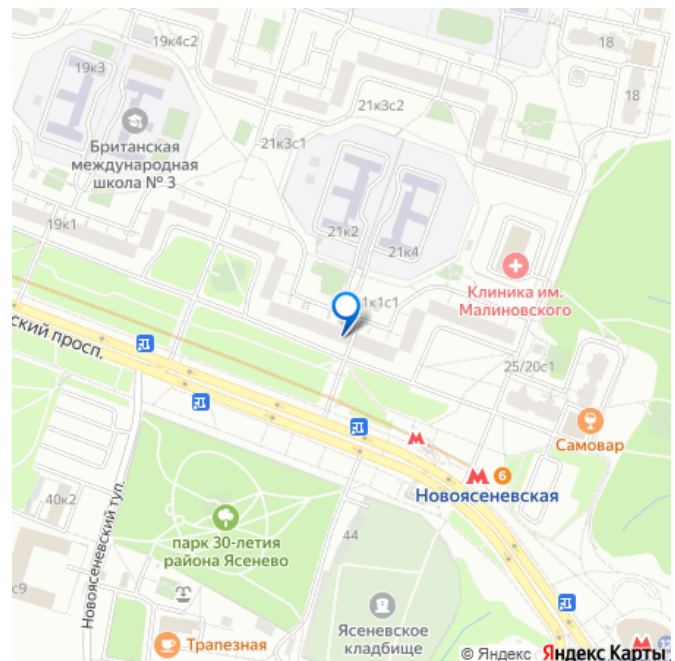 19к4с2
18
19к3
18
21к3с2
Британская
международная
школа № 3
21к3с1
19к1
21к2
21к4
1к1с1
Клиника им.
Малиновского
ский просп.
25/20с1
Самовар
6
Новоясеневская
40к2
Новоясеневский туп.
парк 30-летия
района Ясенево
44
с9
Трапезная
Ясеневское
кладбище
© Яндекс Яндекс Карты